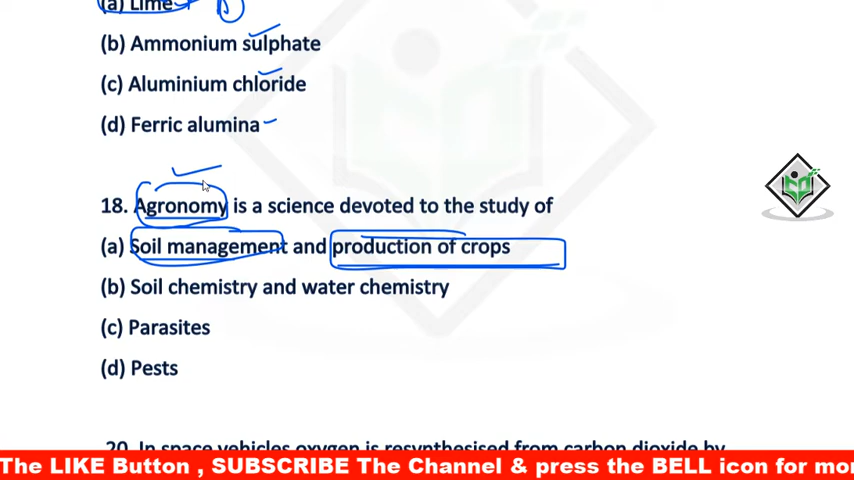 (a) Lime
(b) Ammonium sulphate
(c) Aluminium chloride
(d) Ferric alumina
18. Agronomy is a science devoted to the study of
(a) Soil management and production of crops
(b) Soil chemistry and water chemistry
(c) Parasites
(d) Pests
20. In space vehicles oxygen is resynthesised from carbon dioxide by
The LIKE Button , SUBSCRIBE The Channel & press the BELL icon for mor